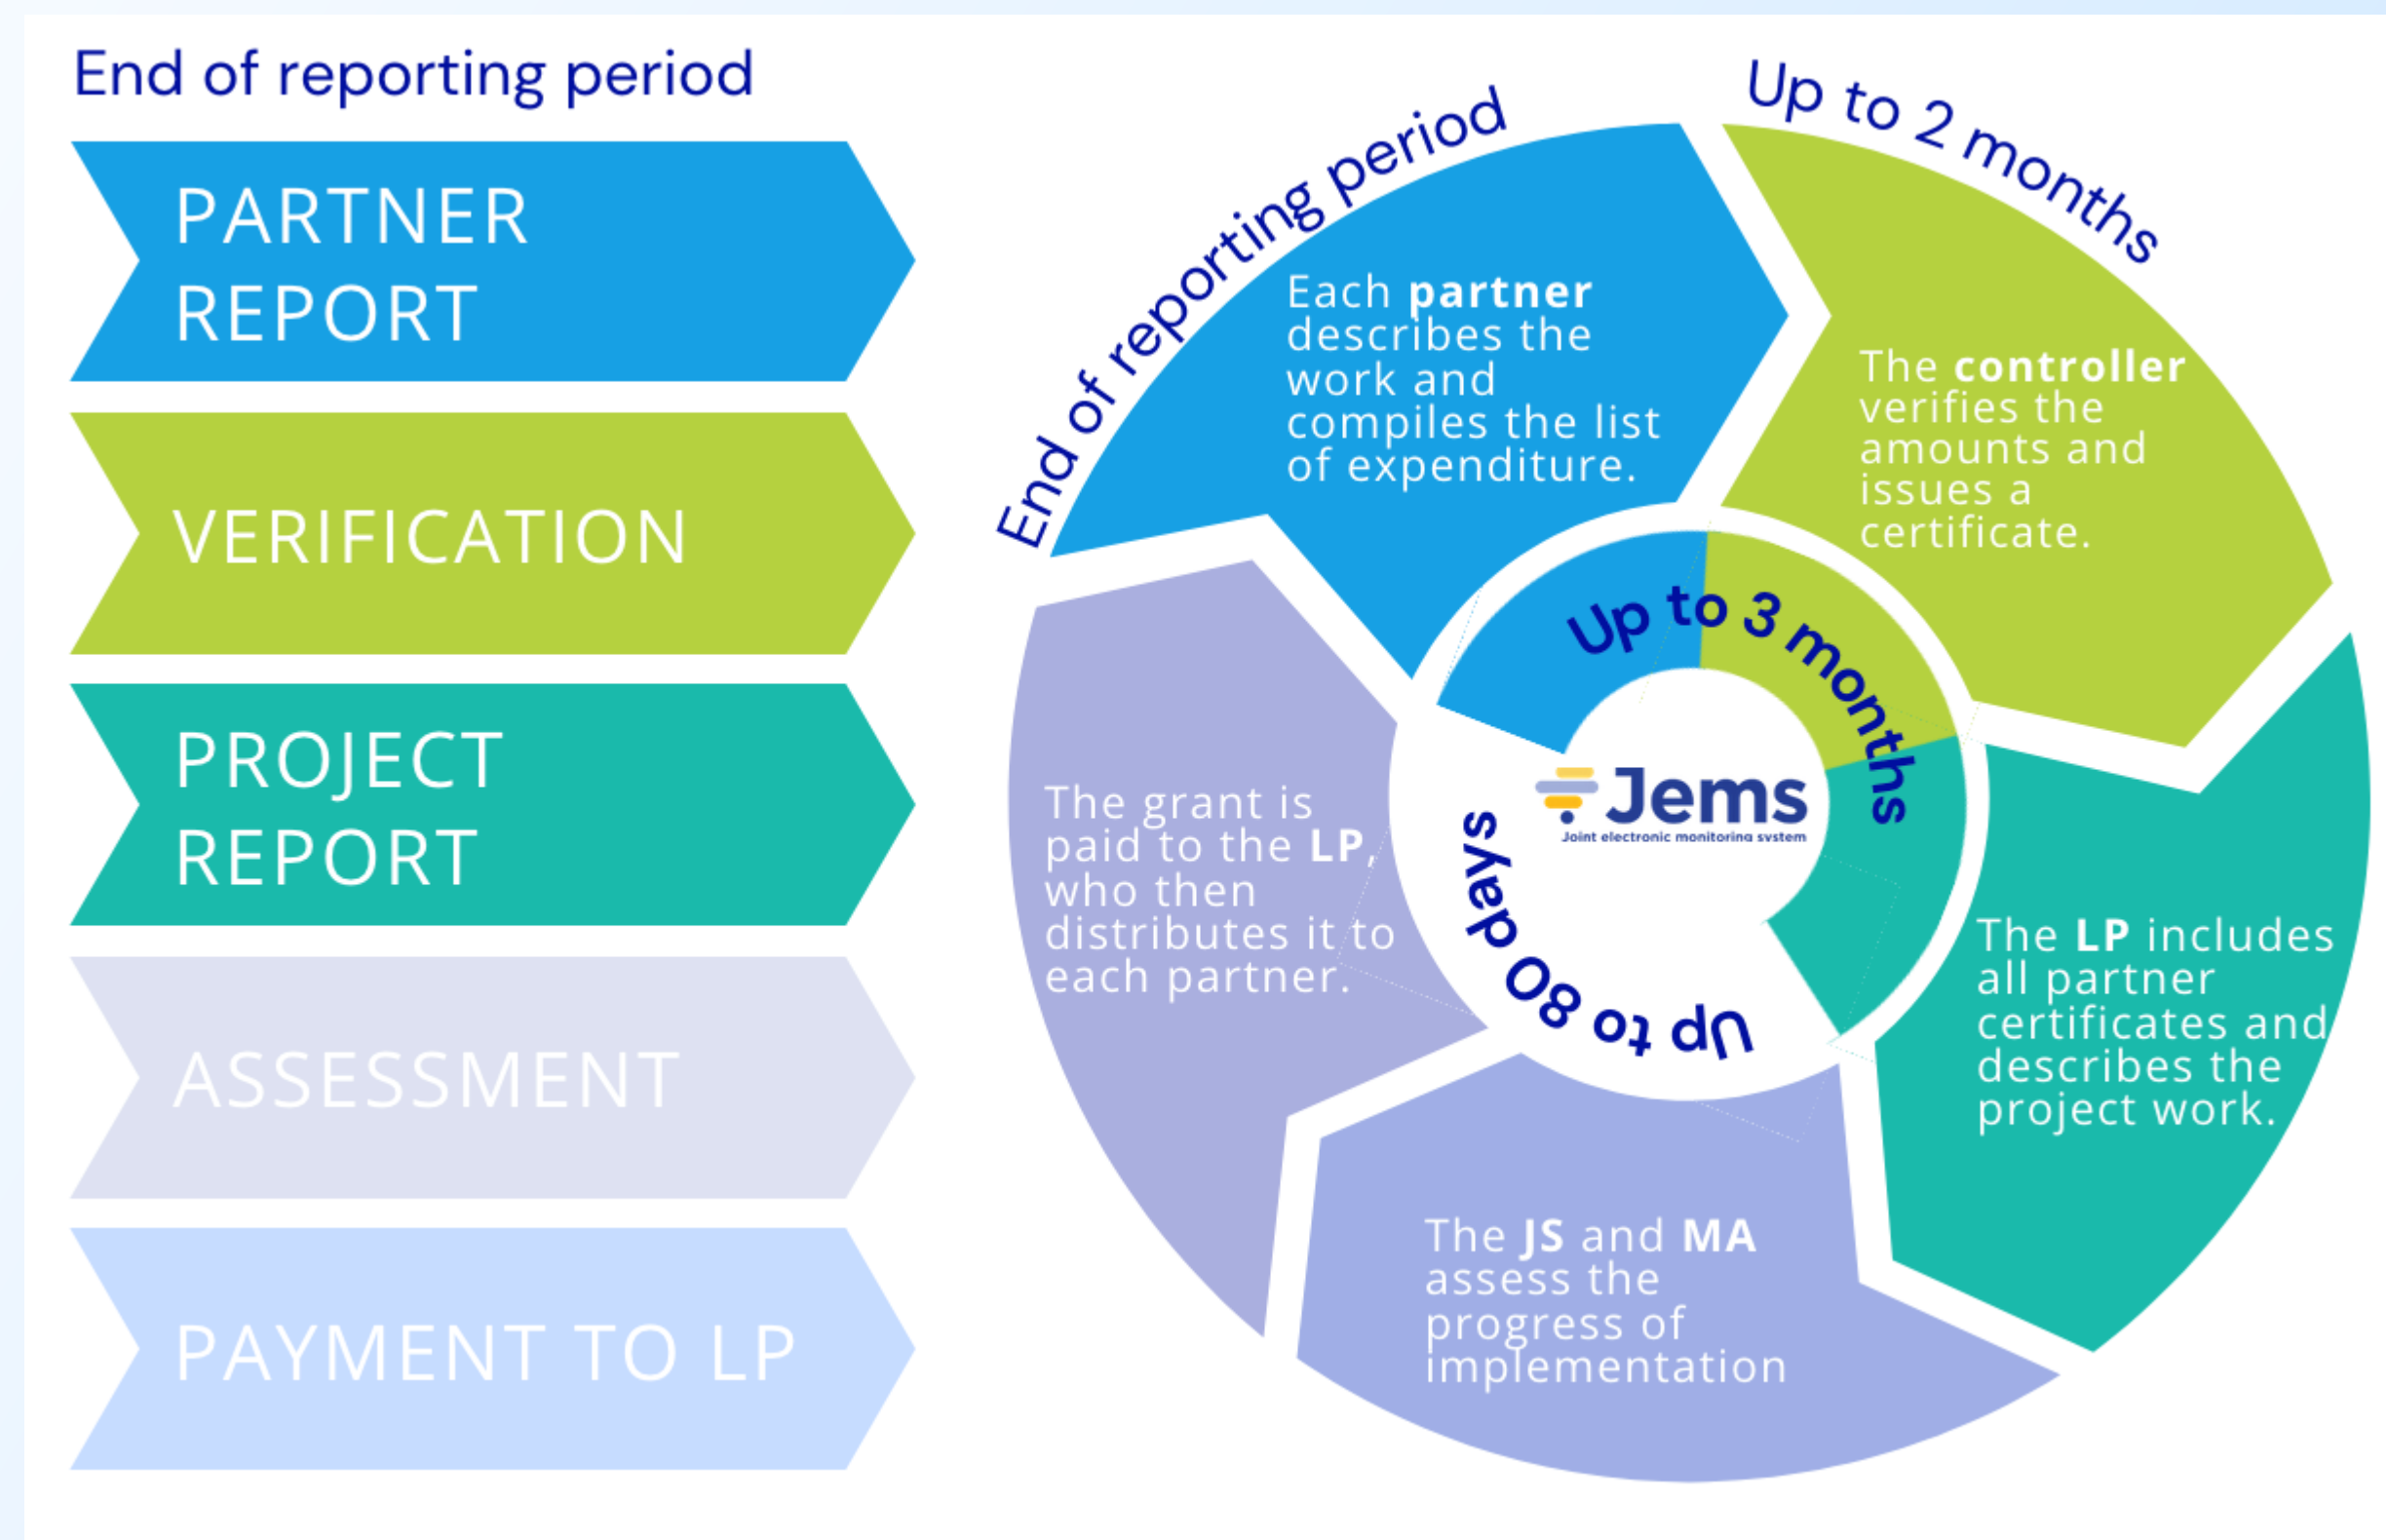 End of reporting period
PARTNER
REPORT
VERIFICATION
PROJECT
REPORT
ASSESSMENT
PAYMENT TO LP
End of reporting period
Up to 2 months
Each partner
describes the
work and
compiles the list
of expenditure.
The controller
verifies the
amounts and
issues a
certificate.
The LP includes
all partner
certificates and
describes the
project work.
The JS and MA
assess the
progress of
implementation
The grant is
paid to the LP,
who then
distributes it to
each partner.
Up to 3 months
Up to 80 days
Jems
Joint electronic monitoring system